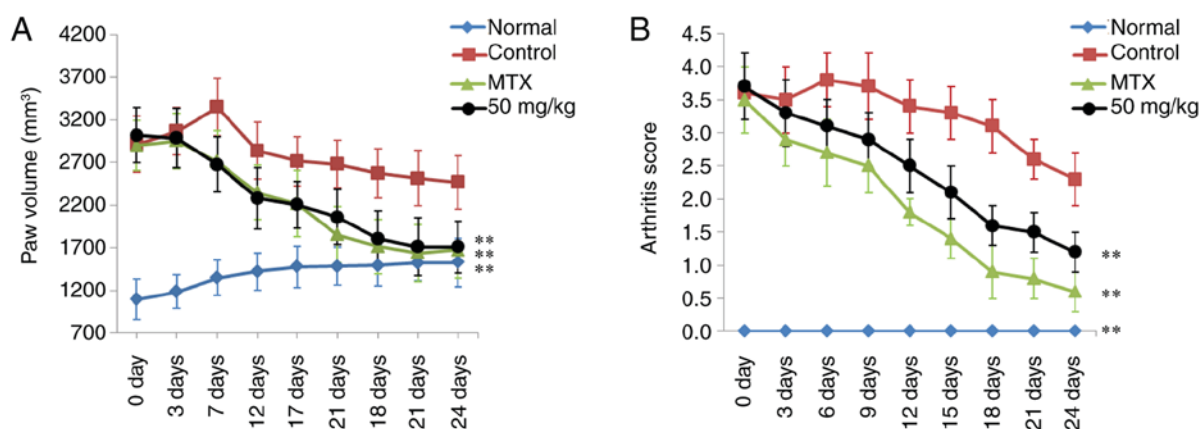 A
Paw volume (mm³)
4200
3700
3200
2700
2200
1700
1200
700
0 day
3 days
7 days
12 days
17 days
21 days
18 days
21 days
24 days
Normal
Control
MTX
50 mg/kg
**
**
**
B
Arthritis score
4.5
4.0
3.5
3.0
2.5
2.0
1.5
1.0
0.5
0.0
0 day
3 days
6 days
9 days
12 days
15 days
18 days
21 days
24 days
Normal
Control
MTX
50 mg/kg
**
**
**